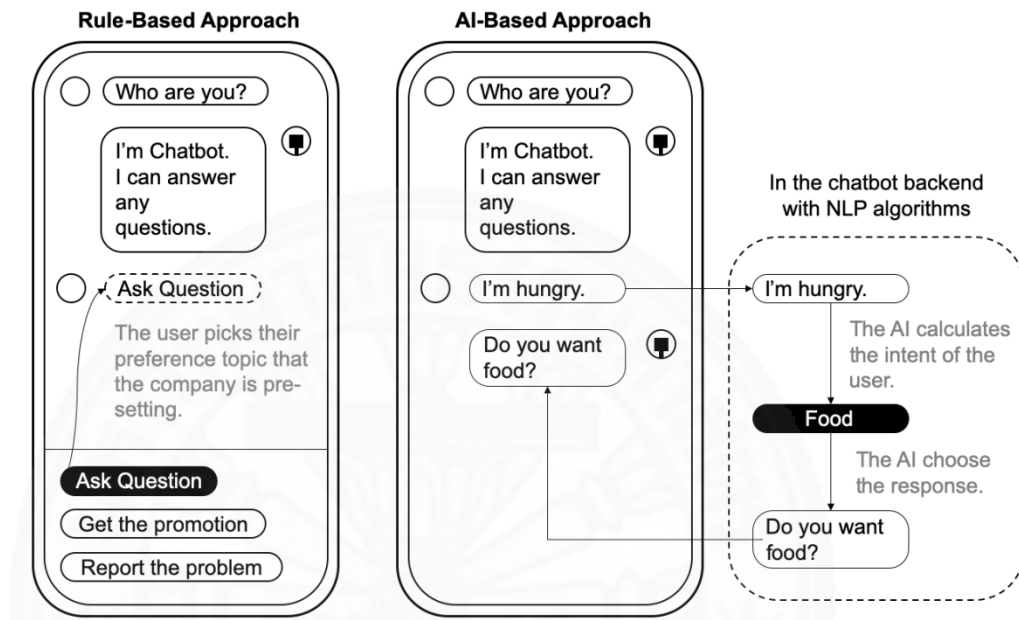 Rule-Based Approach
Who are you?
I'm Chatbot.
I can answer
any
questions.
Ask Question
The user picks their
preference topic that
the company is pre-
setting.
Ask Question
Get the promotion
Report the problem
AI-Based Approach
Who are you?
I'm Chatbot.
I can answer
any
questions.
I'm hungry.
Do you want
food?
In the chatbot backend
with NLP algorithms
I'm hungry.
The AI calculates
the intent of the
user.
Food
The AI choose
the response.
Do you want
food?